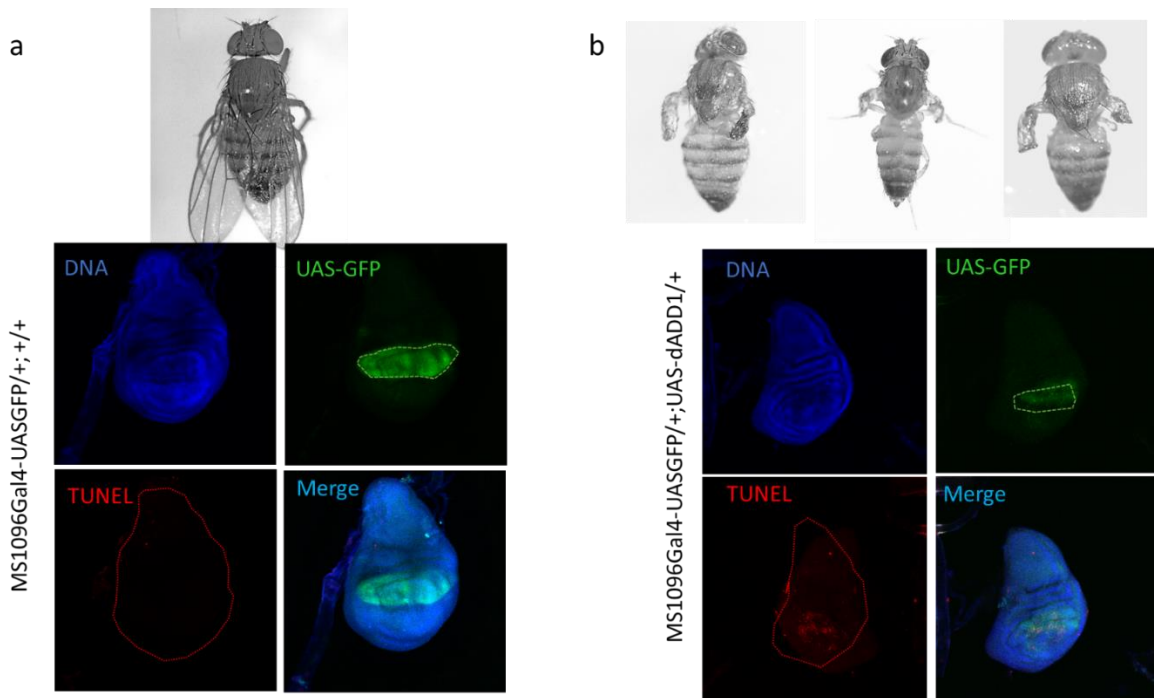 a
MS1096Gal4-UASGFP/+; +/+
DNA
UAS-GFP
TUNEL
Merge
b
MS1096Gal4-UASGFP/+;UAS-dADD1/+
DNA
UAS-GFP
TUNEL
Merge